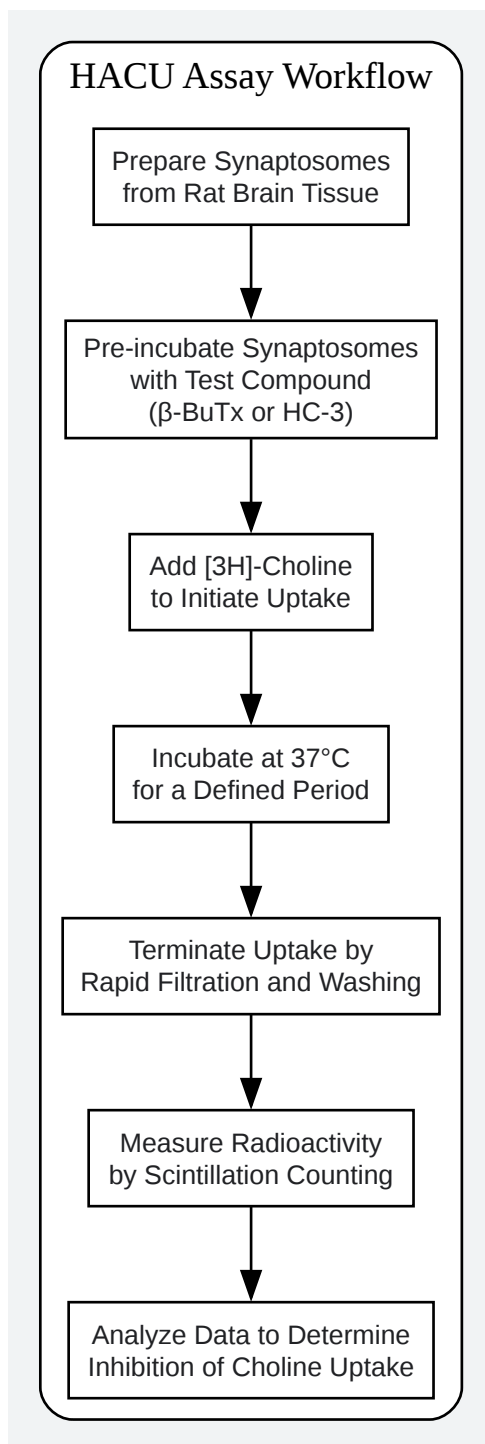 HACU Assay Workflow
Prepare Synaptosomes
from Rat Brain Tissue
Pre-incubate Synaptosomes
with Test Compound
(β-BuTx or HC-3)
Add [3H]-Choline
to Initiate Uptake
Incubate at 37°C
for a Defined Period
Terminate Uptake by
Rapid Filtration and Washing
Measure Radioactivity
by Scintillation Counting
Analyze Data to Determine
Inhibition of Choline Uptake